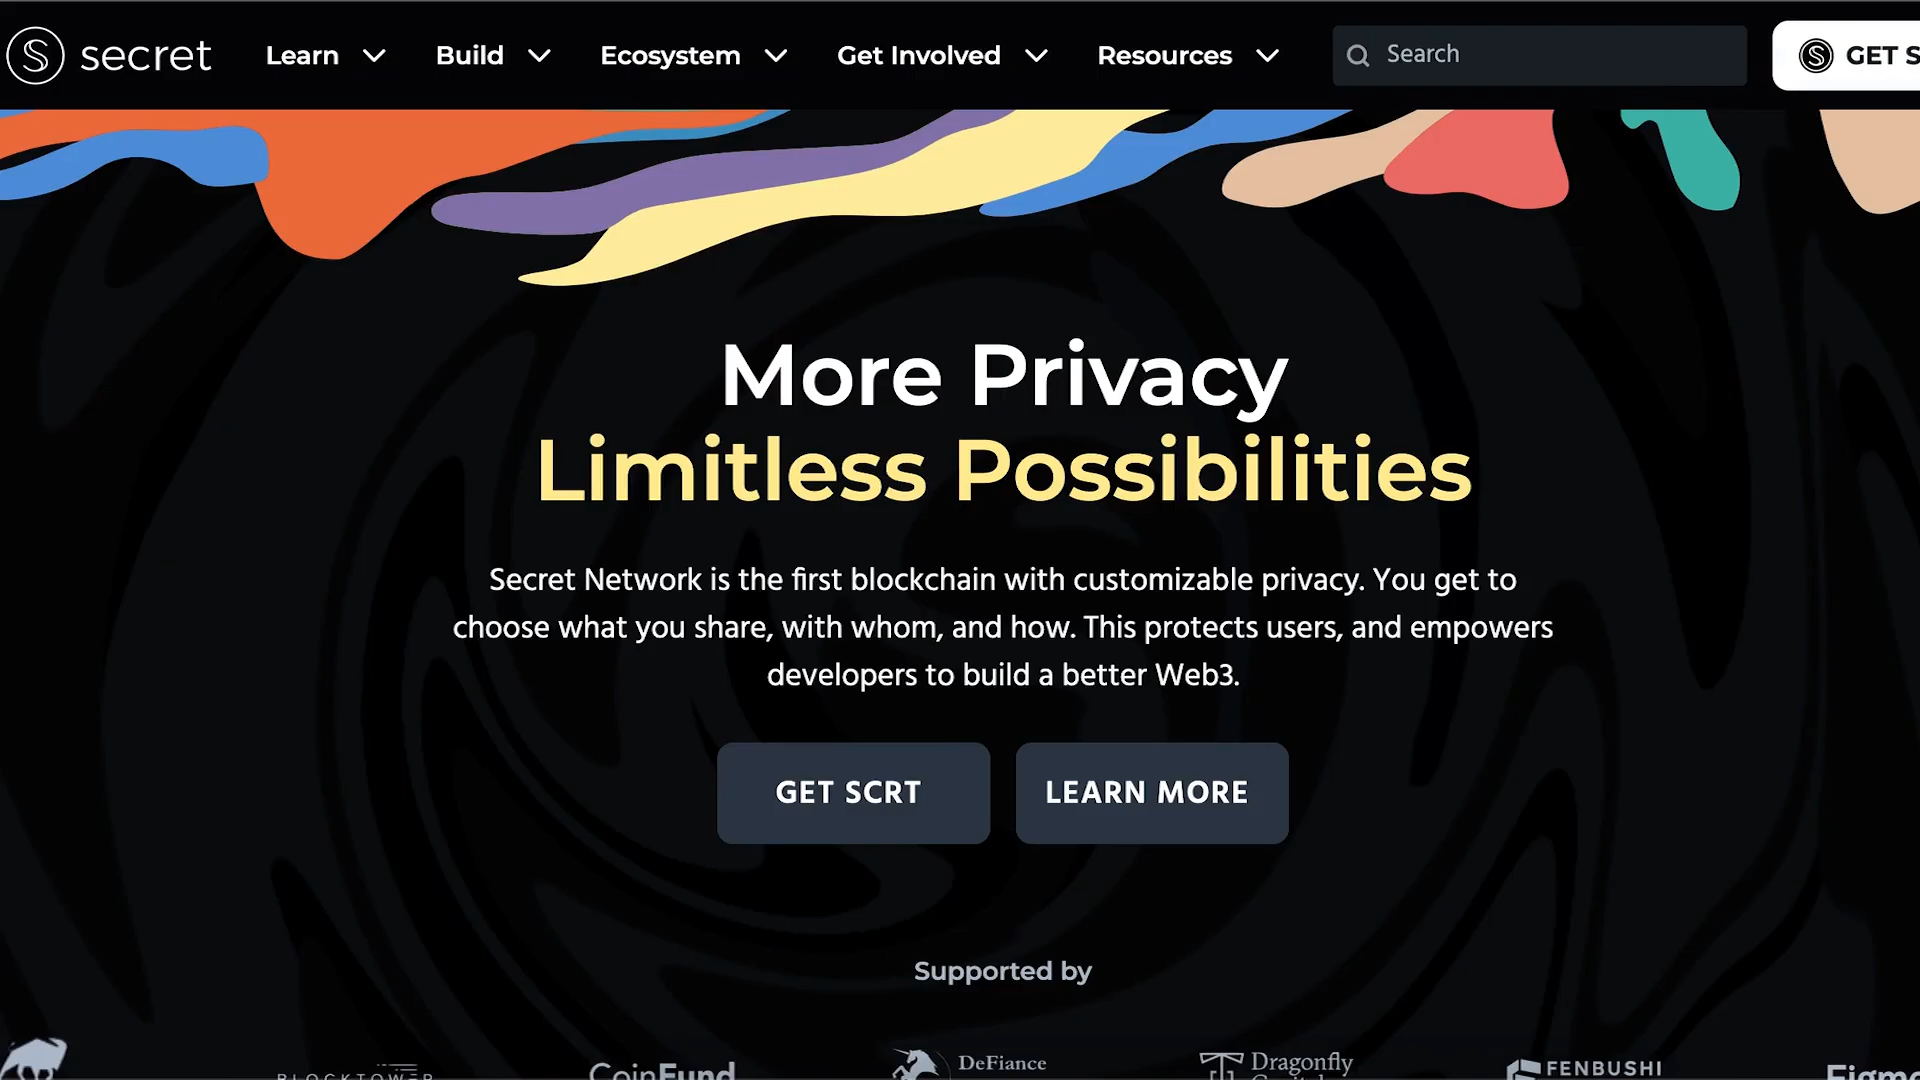 secret
Learn
Build
Ecosystem
Get Involved
Resources
Search
GET S
More Privacy
Limitless Possibilities
Secret Network is the first blockchain with customizable privacy. You get to
choose what you share, with whom, and how. This protects users, and empowers
developers to build a better Web3.
GET SCRT
LEARN MORE
Supported by
BLOCKTOWER
CoinFund
DeFiance
Dragonfly
FENBUSHI